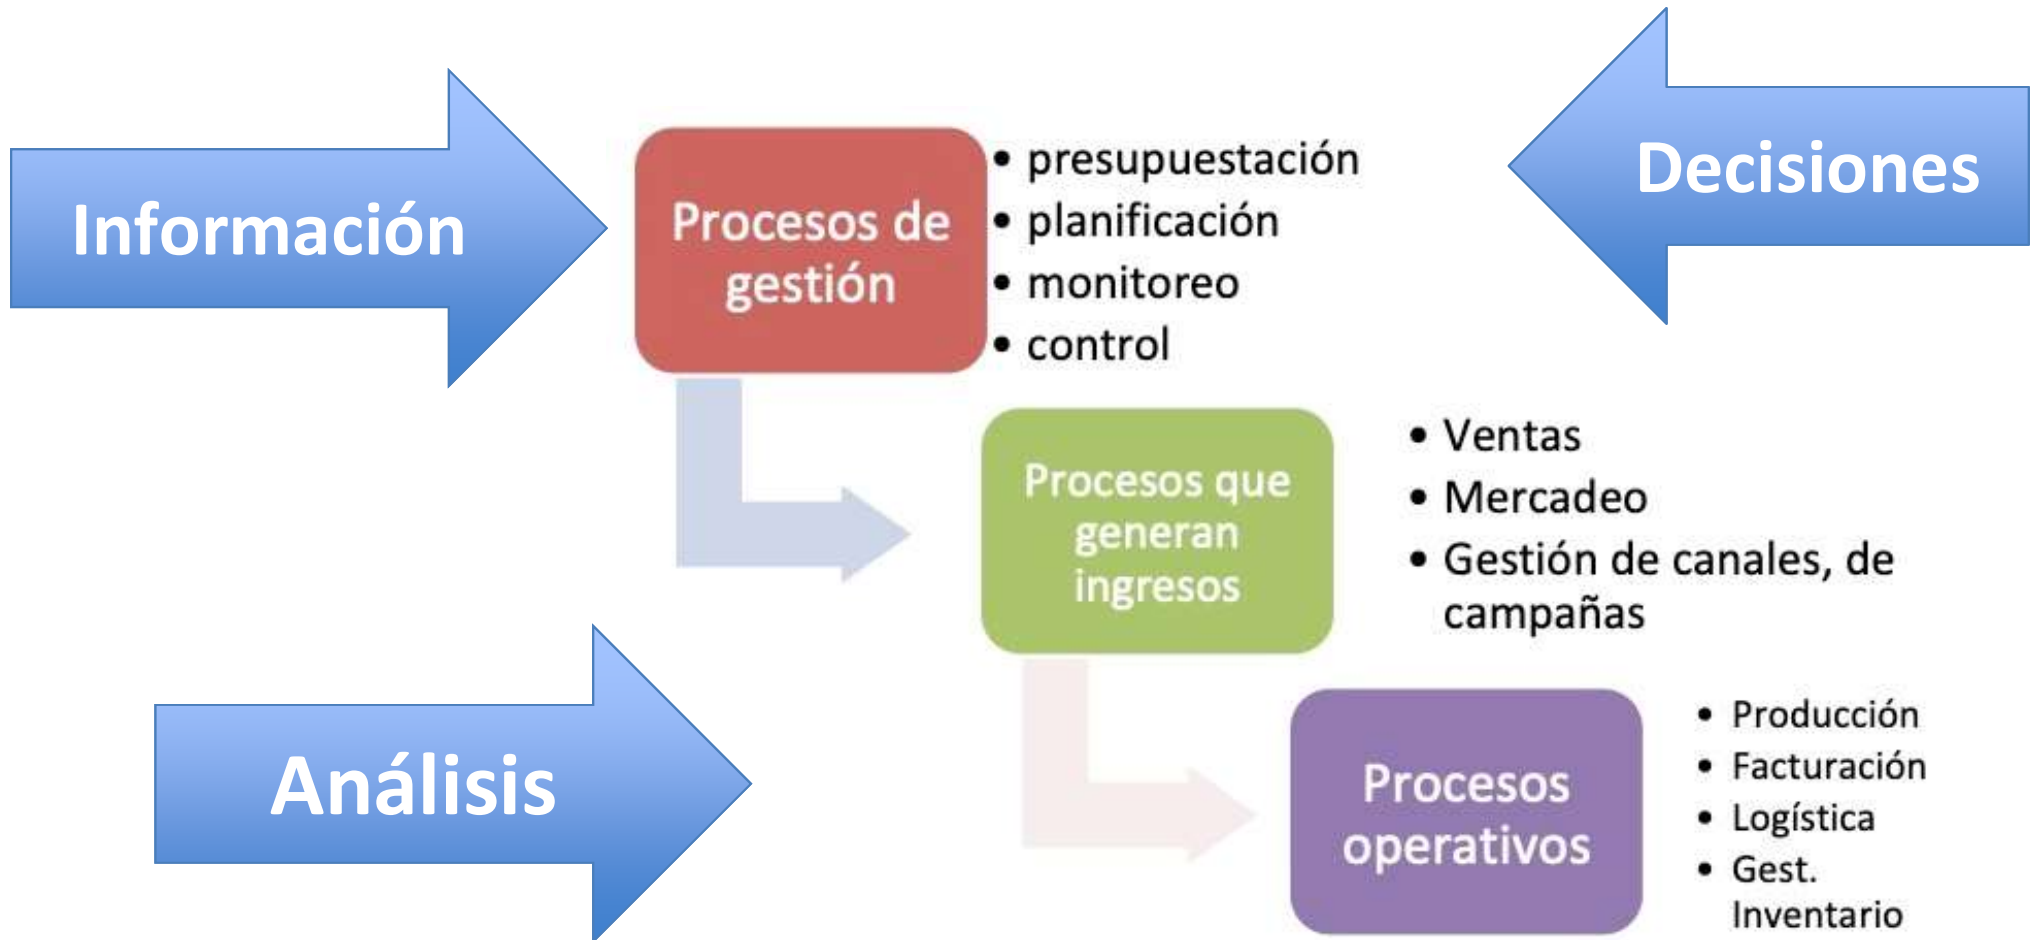 Información
Procesos de
gestión
• presupuestación
• planificación
• monitoreo
• control
Decisiones
Procesos que
generan
ingresos
• Ventas
• Mercadeo
• Gestión de canales, de
campañas
Análisis
Procesos
operativos
• Producción
• Facturación
• Logística
• Gest.
Inventario